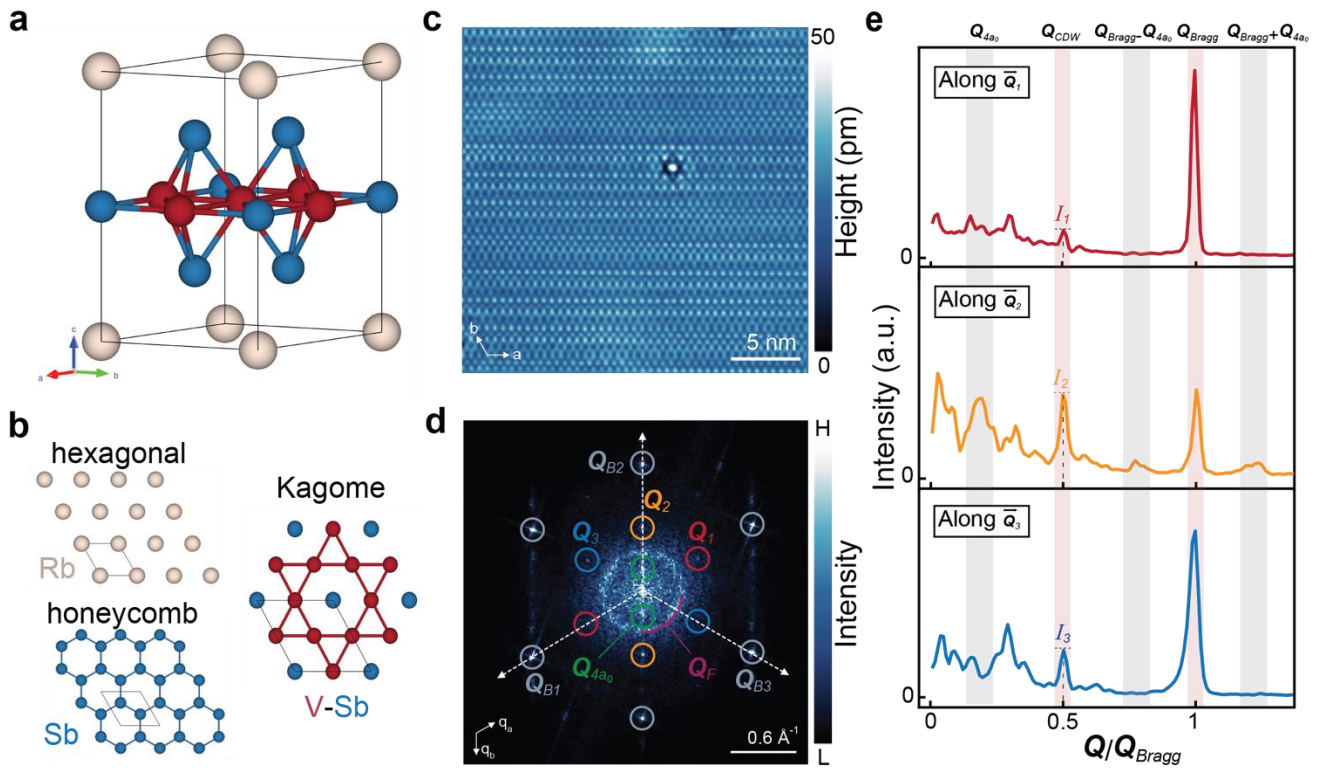 a
c
a
b
b
hexagonal
Rb
honeycomb
Sb
Kagome
V-Sb
c
b
a
5 nm
50
Height (pm)
0
d
Q_B2
Q_2
Q_3
Q_1
Q_B1
Q_4a₀
Q_F
Q_B3
q_a
q_b
0.6 Å⁻¹
H
Intensity
L
e
Q_4a₀ Q_CDW Q_Bragg−Q_4a₀ Q_Bragg Q_Bragg+Q_4a₀
Along Q̅_1
I_1
0
Along Q̅_2
I_2
0
Along Q̅_3
I_3
0
Intensity (a.u.)
0 0.5 1
Q/Q_Bragg